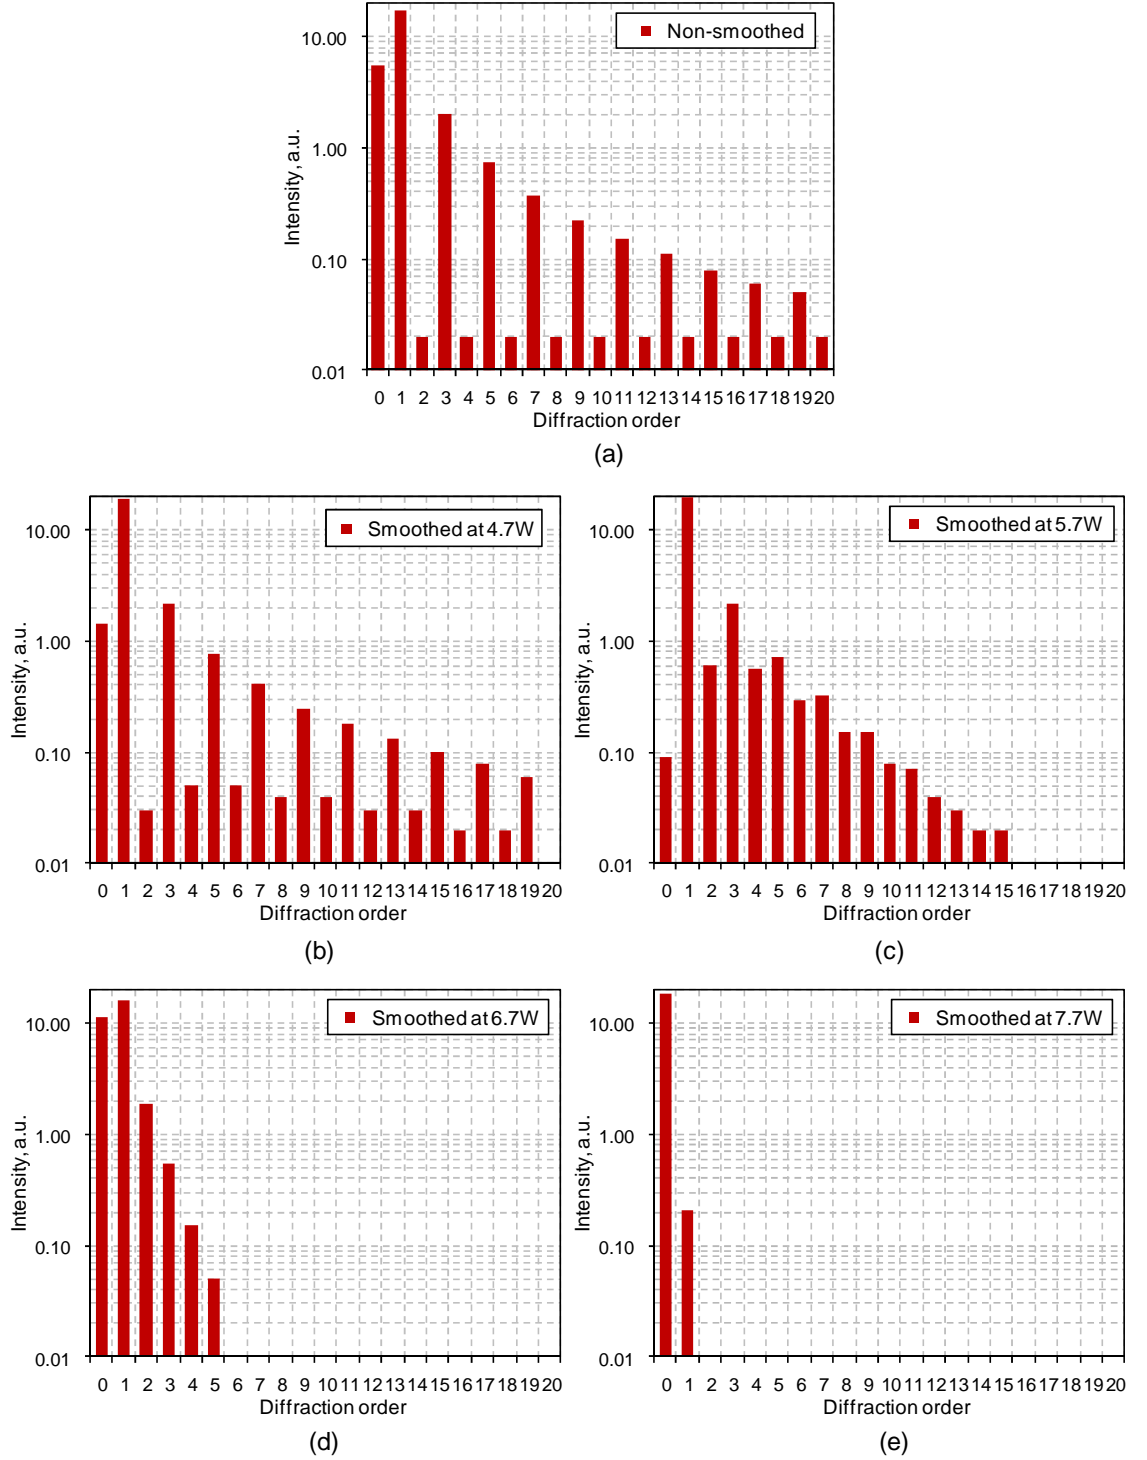 Non-smoothed
10.00
1.00
0.10
0.01
Intensity, a.u.
0 1 2 3 4 5 6 7 8 9 10 11 12 13 14 15 16 17 18 19 20
Diffraction order
(a)
Smoothed at 4.7W
10.00
1.00
0.10
0.01
Intensity, a.u.
0 1 2 3 4 5 6 7 8 9 10 11 12 13 14 15 16 17 18 19 20
Diffraction order
(b)
Smoothed at 5.7W
10.00
1.00
0.10
0.01
Intensity, a.u.
0 1 2 3 4 5 6 7 8 9 10 11 12 13 14 15 16 17 18 19 20
Diffraction order
(c)
Smoothed at 6.7W
10.00
1.00
0.10
0.01
Intensity, a.u.
0 1 2 3 4 5 6 7 8 9 10 11 12 13 14 15 16 17 18 19 20
Diffraction order
(d)
Smoothed at 7.7W
10.00
1.00
0.10
0.01
Intensity, a.u.
0 1 2 3 4 5 6 7 8 9 10 11 12 13 14 15 16 17 18 19 20
Diffraction order
(e)